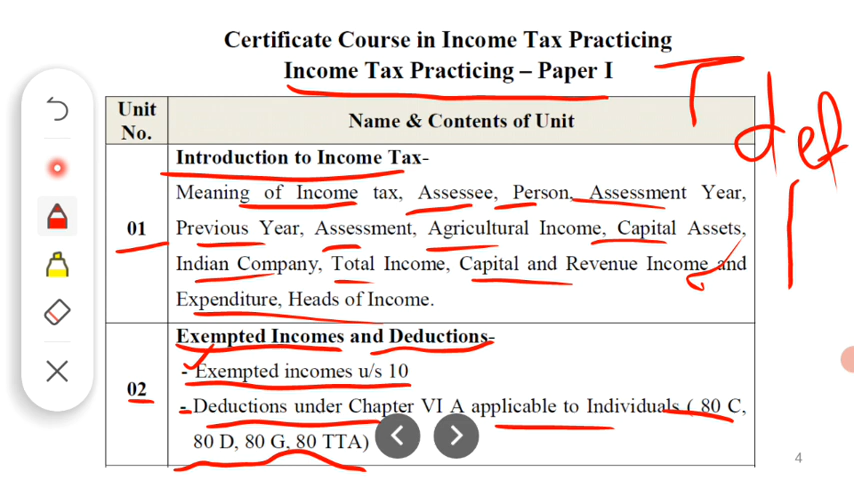 Certificate Course in Income Tax Practicing
Income Tax Practicing – Paper I
Unit No.
Name & Contents of Unit
01
Introduction to Income Tax-
Meaning of Income tax, Assessee, Person, Assessment Year,
Previous Year, Assessment, Agricultural Income, Capital Assets,
Indian Company, Total Income, Capital and Revenue Income and
Expenditure, Heads of Income.
02
Exempted Incomes and Deductions-
- Exempted incomes u/s 10
- Deductions under Chapter VI A applicable to Individuals ( 80 C,
80 D, 80 G, 80 TTA)
T
def
4